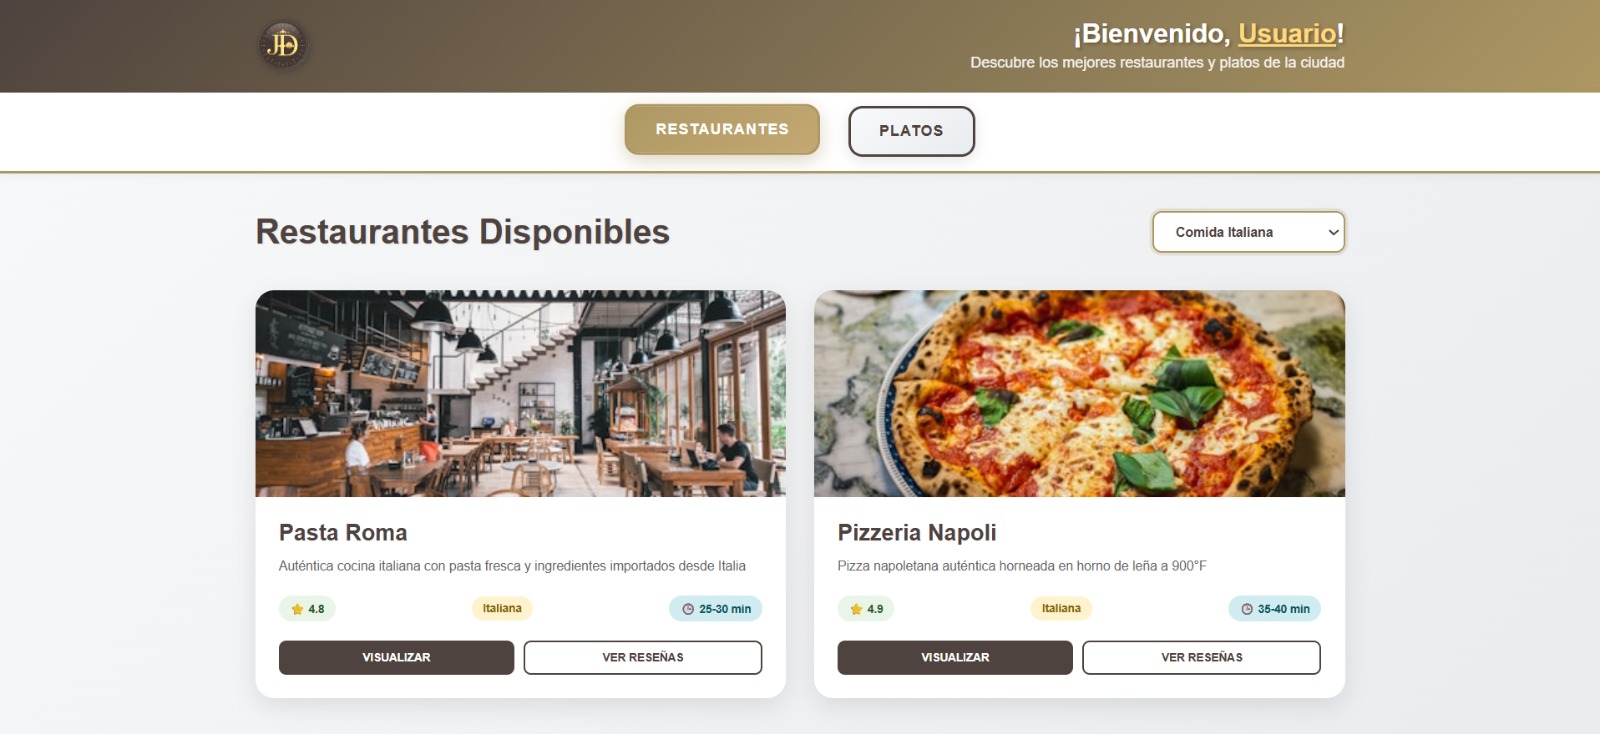 JD
¡Bienvenido, Usuario!
Descubre los mejores restaurantes y platos de la ciudad
RESTAURANTES
PLATOS
Restaurantes Disponibles
Comida Italiana
Pasta Roma
Auténtica cocina italiana con pasta fresca y ingredientes importados desde Italia
4.8
Italiana
25-30 min
VISUALIZAR
VER RESEÑAS
Pizzeria Napoli
Pizza napoletana auténtica horneada en horno de leña a 900°F
4.9
Italiana
35-40 min
VISUALIZAR
VER RESEÑAS